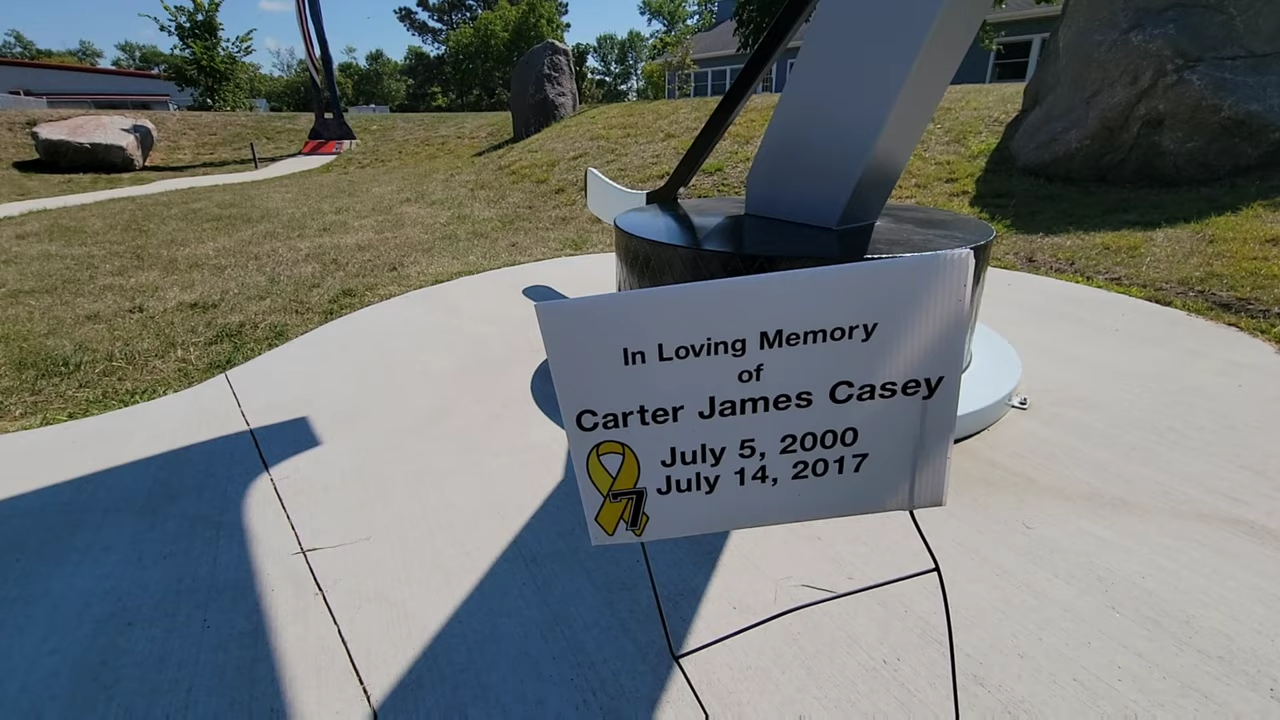 In Loving Memory
of
Carter James Casey
July 5, 2000
July 14, 2017
7